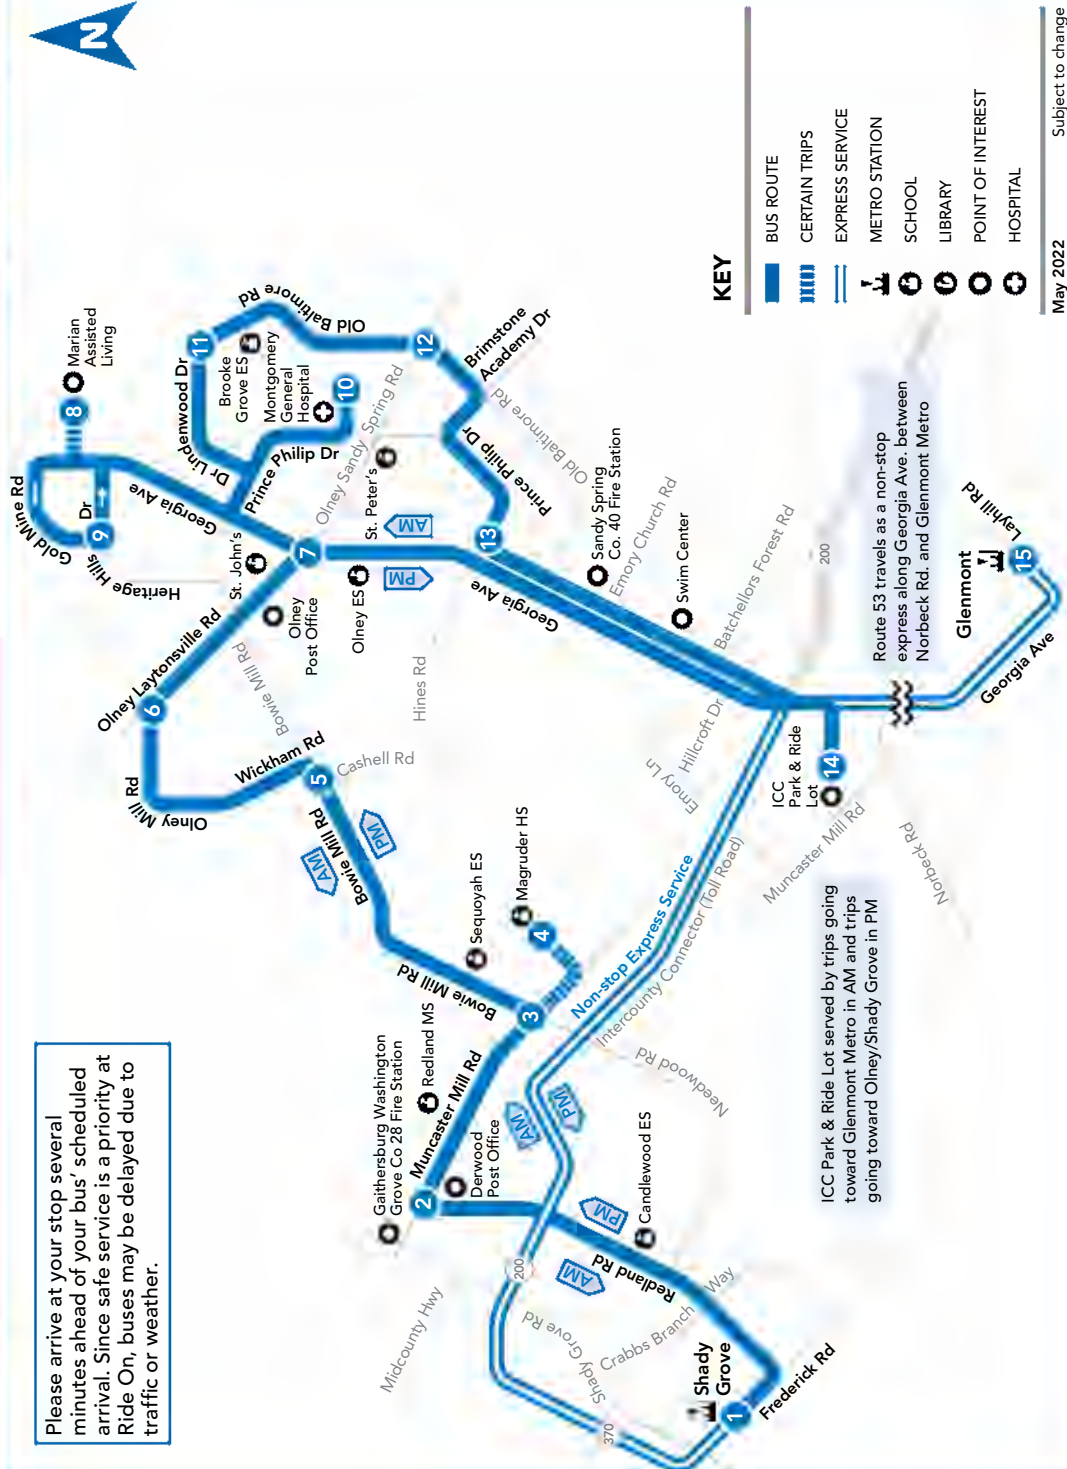 Please arrive at your stop several
minutes ahead of your bus' scheduled
arrival. Since safe service is a priority at
Ride On, buses may be delayed due to
traffic or weather.
N
Gold Mine Rd
8
Marian
Assisted
Living
Heritage Hills
Dr
9
Georgia Ave
Dr Lindenwood Dr
11
Brooke
Grove ES
Old Baltimore
Rd
Montgomery
General
Hospital
10
Prince Philip Dr
Olney Laytonsville Rd
St. John's
7
Olney Sandy Spring Rd
St. Peter's
12
Brimstone
Academy Dr
Old Baltimore Rd
Prince Philip Dr
13
Olney Mill Rd
6
Bowie Mill Rd
Olney
Post Office
Olney ES
PM
AM
Wickham Rd
5
Cashell Rd
Hines Rd
Georgia Ave
Sandy Spring
Co. 40 Fire Station
Emory Church Rd
Swim Center
Batchellors Forest Rd
200
Bowie Mill Rd
AM
PM
Bowie Mill Rd
Sequoyah ES
Magruder HS
4
3
Emory Ln
Hillcroft Dr
ICC
Park & Ride
Lot
14
Muncaster Mill Rd
Norbeck Rd
Georgia Ave
Glenmont
15
Layhill Rd
Gaithersburg Washington
Grove Co 28 Fire Station
Redland MS
Muncaster Mill Rd
2
Derwood
Post Office
Non-stop Express Service
Intercounty Connector (Toll Road)
Needwood Rd
AM
PM
Midcounty Hwy
200
Redland Rd
AM
PM
Candlewood ES
Shady Grove Rd
Crabbs Branch Way
370
Shady
Grove
1
Frederick Rd
Route 53 travels as a non-stop
express along Georgia Ave. between
Norbeck Rd. and Glenmont Metro
ICC Park & Ride Lot served by trips going
toward Glenmont Metro in AM and trips
going toward Olney/Shady Grove in PM
KEY
BUS ROUTE
CERTAIN TRIPS
EXPRESS SERVICE
METRO STATION
SCHOOL
LIBRARY
POINT OF INTEREST
HOSPITAL
May 2022
Subject to change